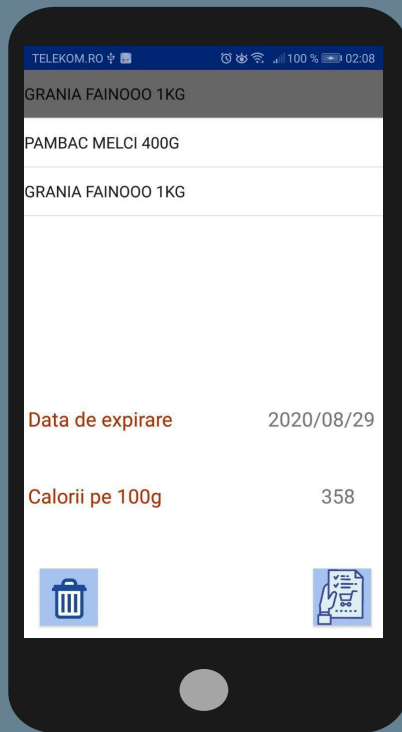 TELEKOM.RO 100 % 02:08
GRANIA FAINOOO 1KG
PAMBAC MELCI 400G
GRANIA FAINOOO 1KG
Data de expirare 2020/08/29
Calorii pe 100g 358